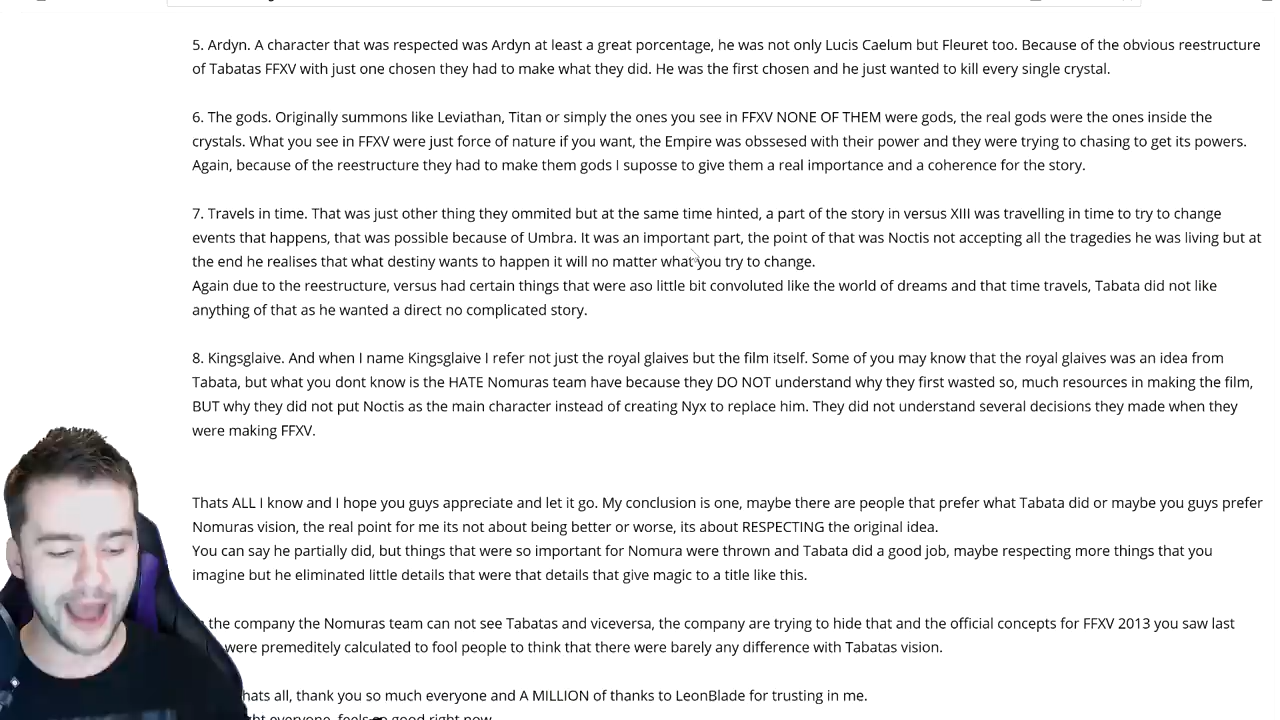 5. Ardyn. A character that was respected was Ardyn at least a great porcentage, he was not only Lucis Caelum but Fleuret too. Because of the obvious reestructure
of Tabatas FFXV with just one chosen they had to make what they did. He was the first chosen and he just wanted to kill every single crystal.
6. The gods. Originally summons like Leviathan, Titan or simply the ones you see in FFXV NONE OF THEM were gods, the real gods were the ones inside the
crystals. What you see in FFXV were just force of nature if you want, the Empire was obssesed with their power and they were trying to chasing to get its powers.
Again, because of the reestructure they had to make them gods I suposse to give them a real importance and a coherence for the story.
7. Travels in time. That was just other thing they ommited but at the same time hinted, a part of the story in versus XIII was travelling in time to try to change
events that happens, that was possible because of Umbra. It was an important part, the point of that was Noctis not accepting all the tragedies he was living but at
the end he realises that what destiny wants to happen it will no matter what you try to change.
Again due to the reestructure, versus had certain things that were aso little bit convoluted like the world of dreams and that time travels, Tabata did not like
anything of that as he wanted a direct no complicated story.
8. Kingsglaive. And when I name Kingsglaive I refer not just the royal glaives but the film itself. Some of you may know that the royal glaives was an idea from
Tabata, but what you dont know is the HATE Nomuras team have because they DO NOT understand why they first wasted so, much resources in making the film,
BUT why they did not put Noctis as the main character instead of creating Nyx to replace him. They did not understand several decisions they made when they
were making FFXV.
Thats ALL I know and I hope you guys appreciate and let it go. My conclusion is one, maybe there are people that prefer what Tabata did or maybe you guys prefer
Nomuras vision, the real point for me its not about being better or worse, its about RESPECTING the original idea.
You can say he partially did, but things that were so important for Nomura were thrown and Tabata did a good job, maybe respecting more things that you
imagine but he eliminated little details that were that details that give magic to a title like this.
the company the Nomuras team can not see Tabatas and viceversa, the company are trying to hide that and the official concepts for FFXV 2013 you saw last
were premeditely calculated to fool people to think that there were barely any difference with Tabatas vision.
hats all, thank you so much everyone and A MILLION of thanks to LeonBlade for trusting in me.
everyone, feels so good right now